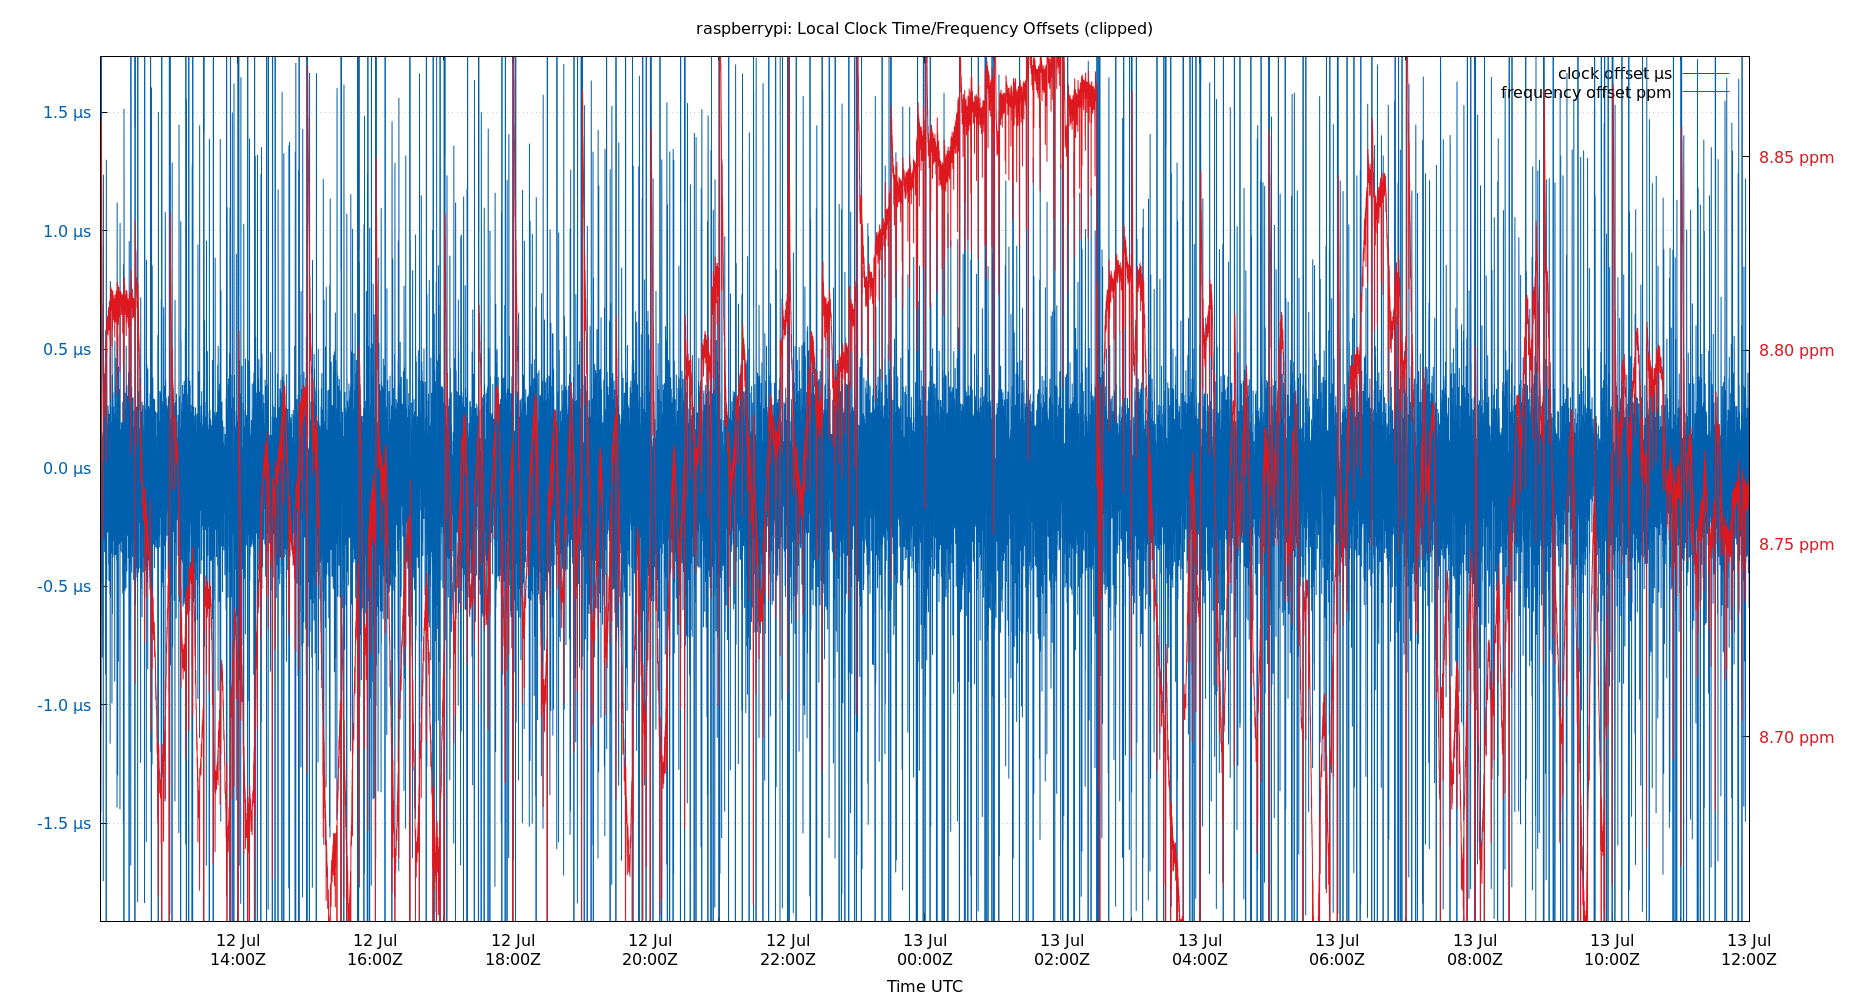 raspberrypi: Local Clock Time/Frequency Offsets (clipped)
clock offset µs
frequency offset ppm
1.5 µs
1.0 µs
0.5 µs
0.0 µs
-0.5 µs
-1.0 µs
-1.5 µs
8.85 ppm
8.80 ppm
8.75 ppm
8.70 ppm
12 Jul
14:00Z
12 Jul
16:00Z
12 Jul
18:00Z
12 Jul
20:00Z
12 Jul
22:00Z
13 Jul
00:00Z
13 Jul
02:00Z
13 Jul
04:00Z
13 Jul
06:00Z
13 Jul
08:00Z
13 Jul
10:00Z
13 Jul
12:00Z
Time UTC